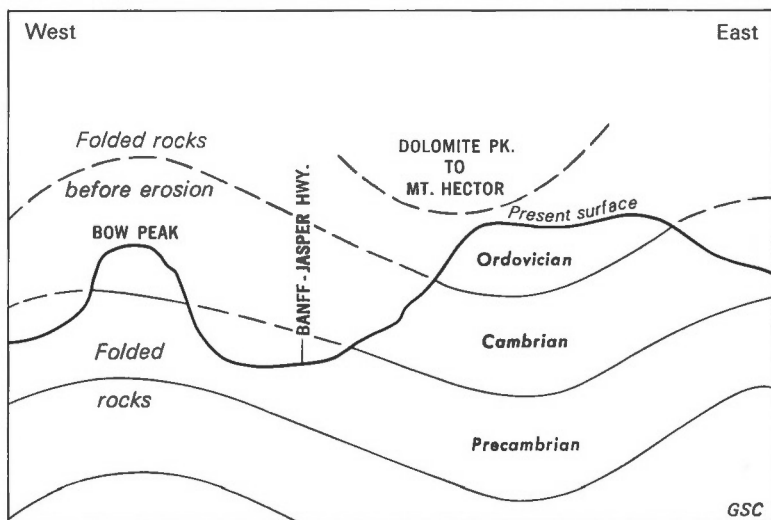 West
East
Folded rocks
before erosion
BOW PEAK
BANFF-JASPER HWY.
DOLOMITE PK.
TO
MT. HECTOR
Present surface
Ordovician
Cambrian
Folded
rocks
Precambrian
GSC